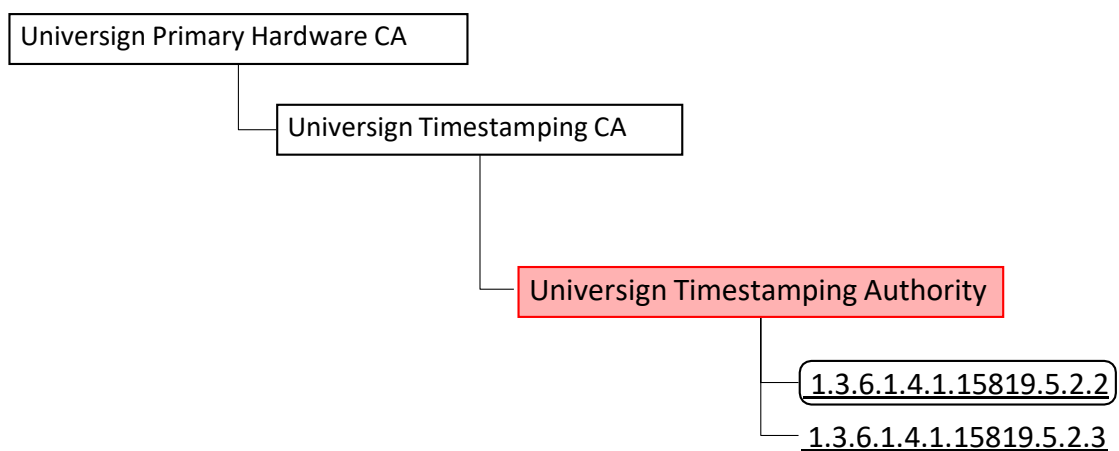 Universign Primary Hardware CA
Universign Timestamping CA
Universign Timestamping Authority
1.3.6.1.4.1.15819.5.2.2
1.3.6.1.4.1.15819.5.2.3